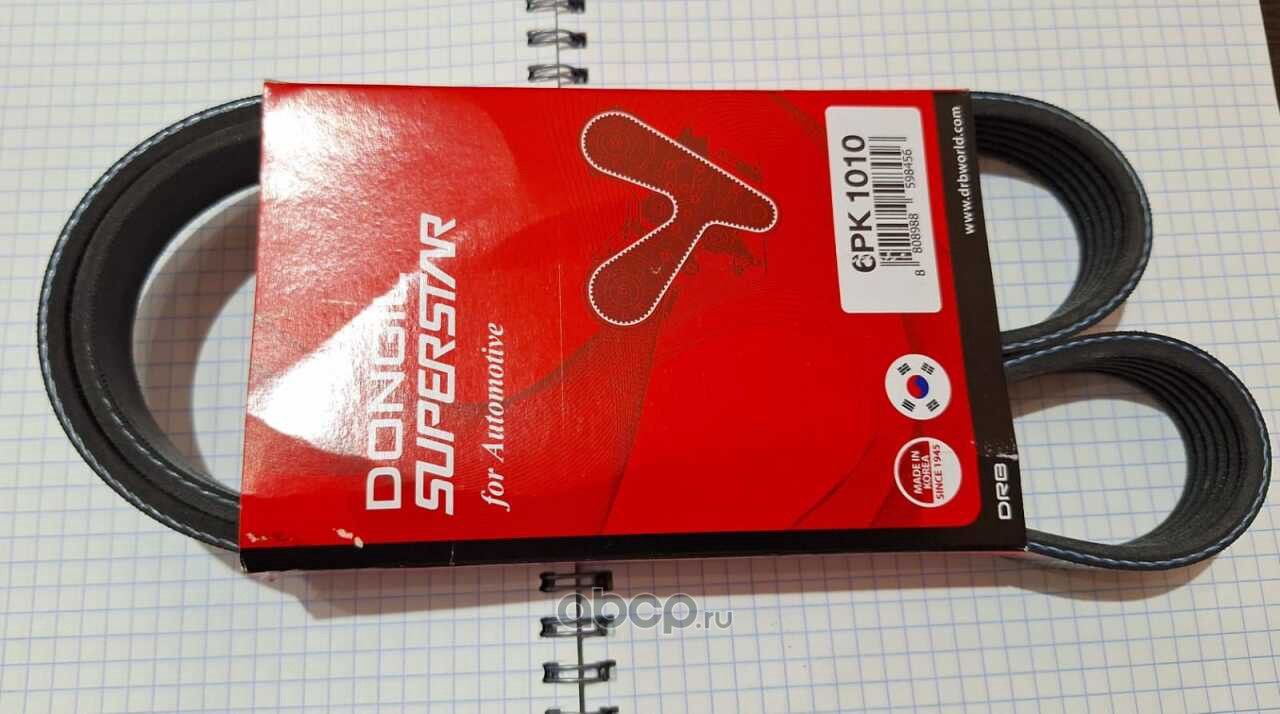 DONGIL
SUPERSTAR
for Automotive
6PK 1010
8 808988 598456
MADE IN
KOREA
SINCE 1945
www.drbworld.com
DRB
abcp.ru